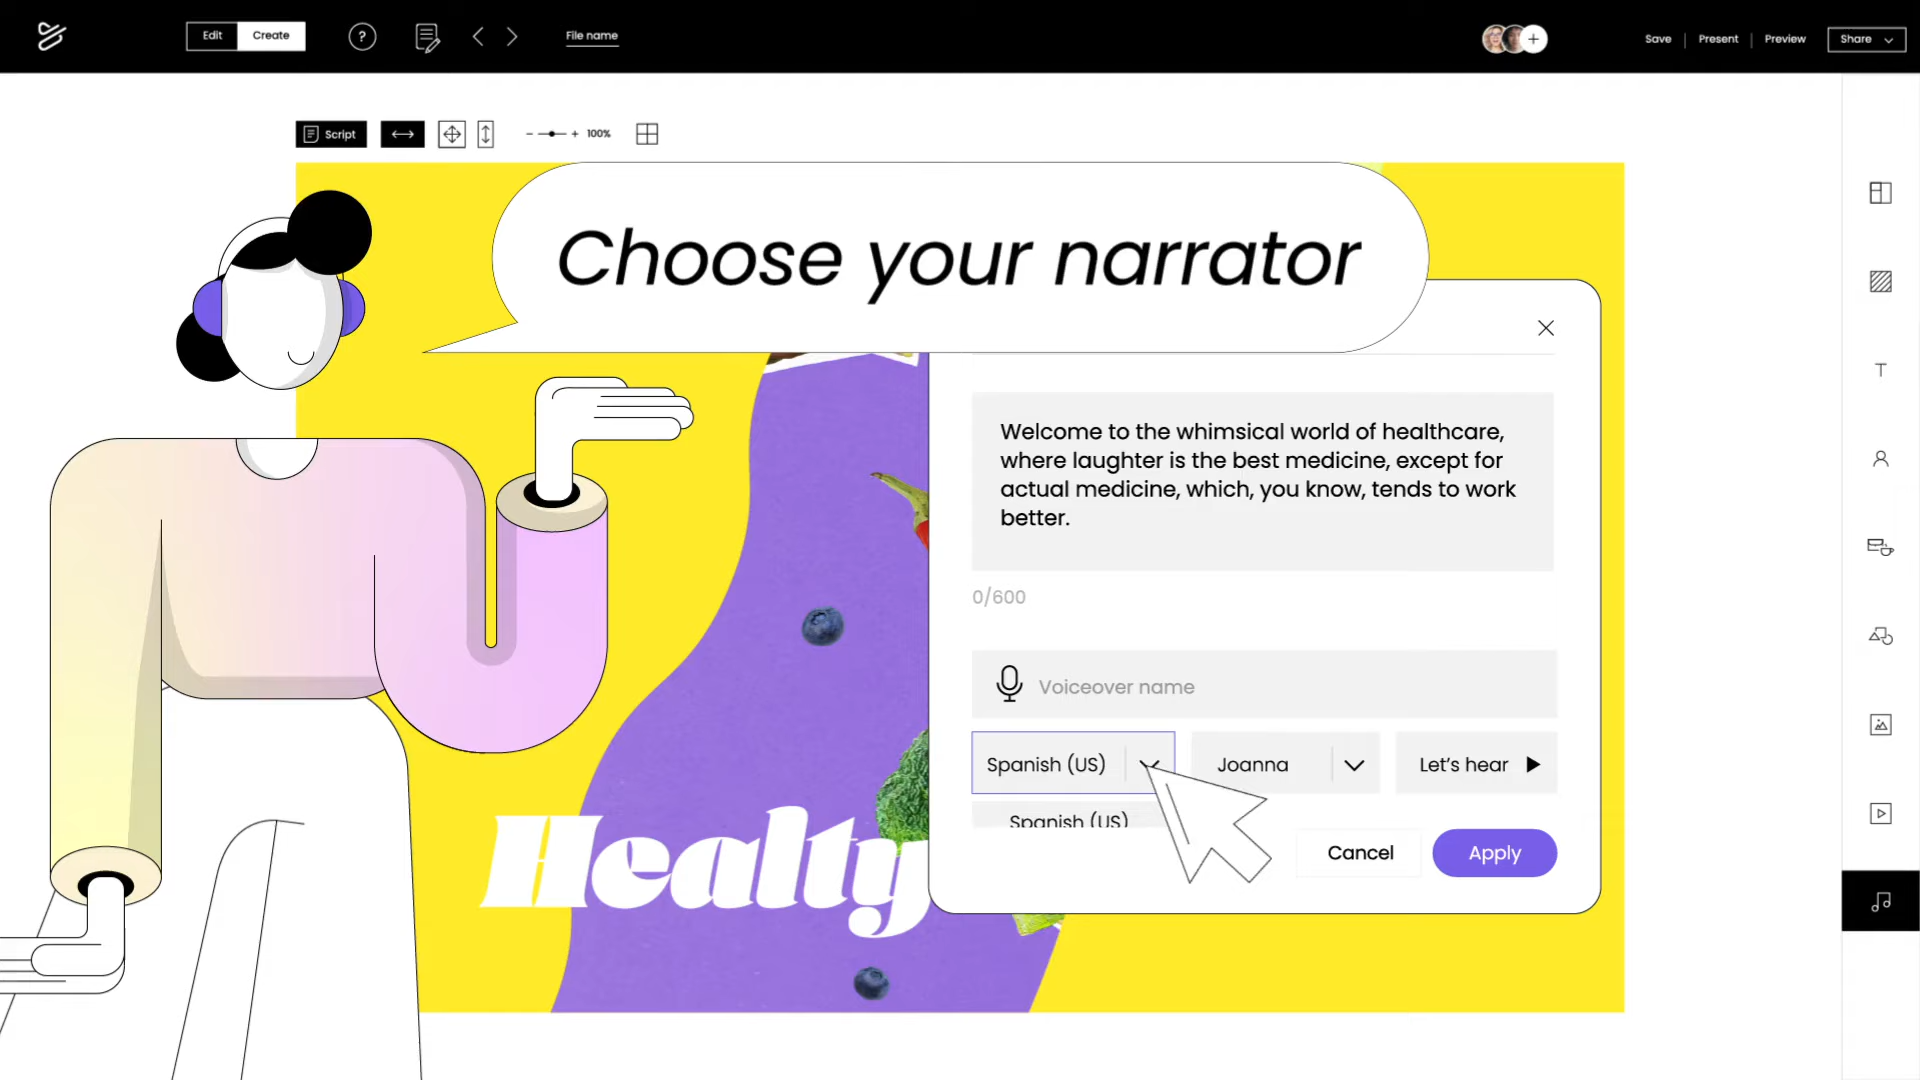 Edit
Create
?
File name
Save
Present
Preview
Share
Script
100%
Choose your narrator
Welcome to the whimsical world of healthcare,
where laughter is the best medicine, except for
actual medicine, which, you know, tends to work
better.
0/600
Voiceover name
Spanish (US)
Joanna
Let's hear
Spanish (US)
Cancel
Apply
Healty